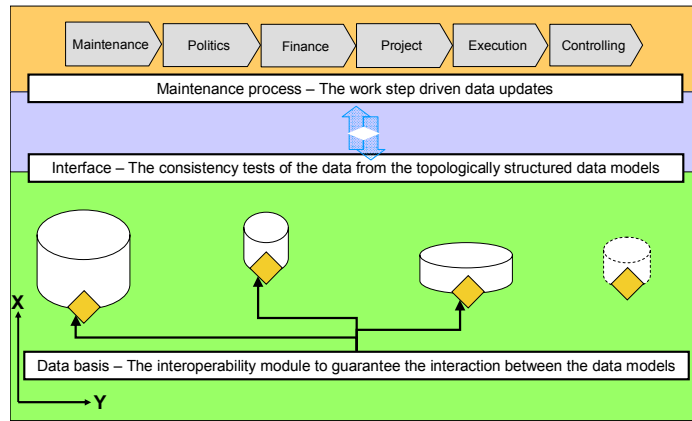 Maintenance Politics Finance Project Execution Controlling
Maintenance process – The work step driven data updates
Interface – The consistency tests of the data from the topologically structured data models
X
Data basis – The interoperability module to guarantee the interaction between the data models
Y